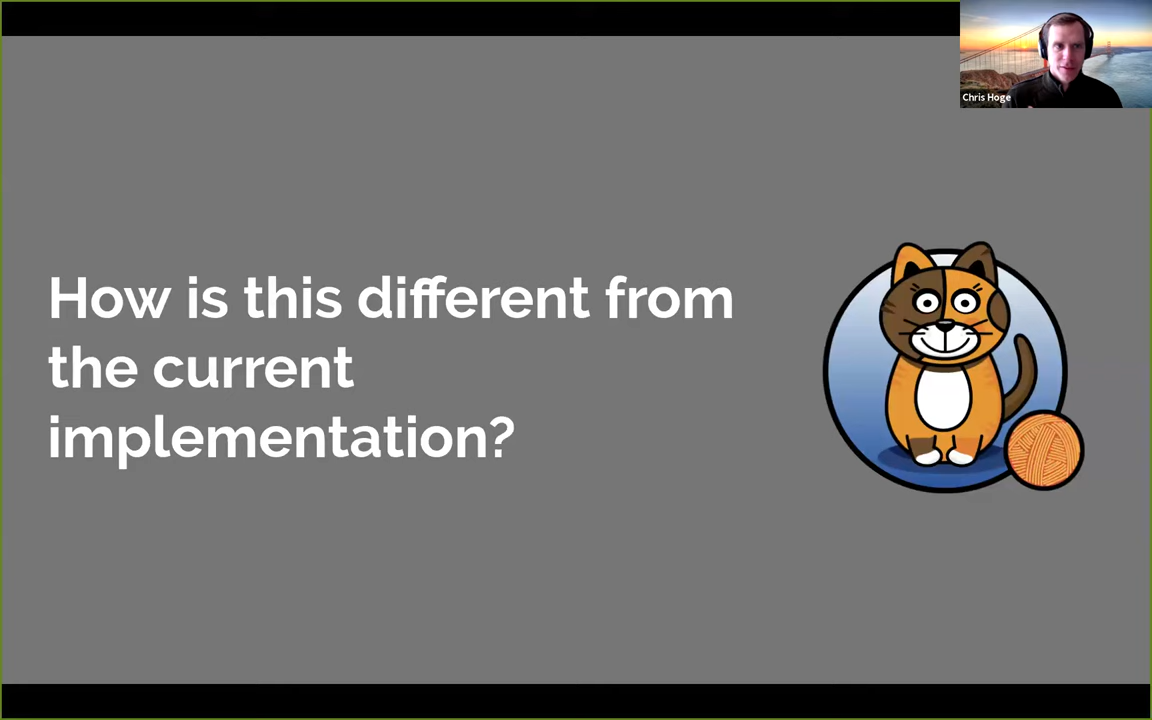 Chris Hoge
How is this different from
the current
implementation?